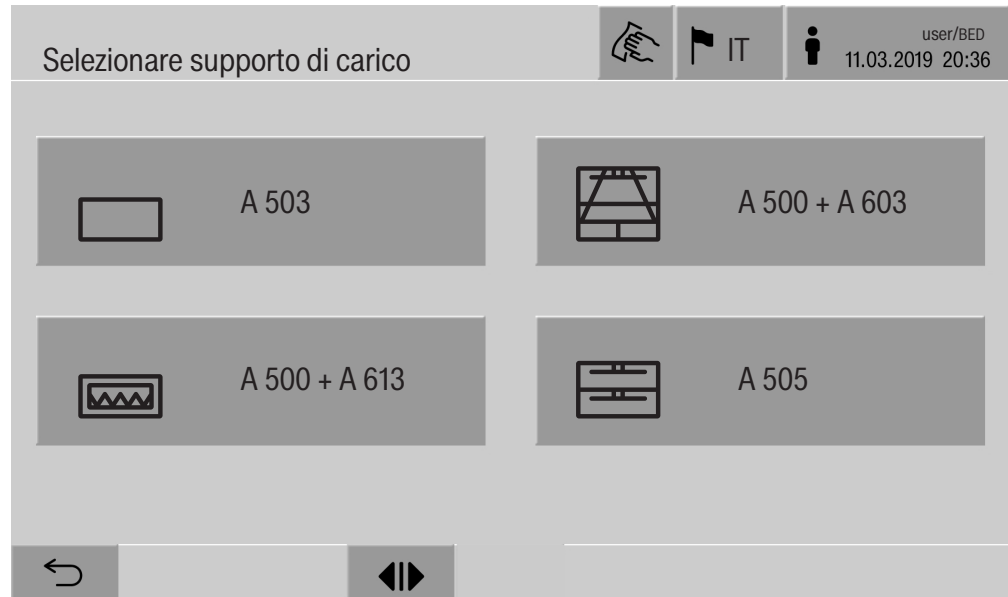 Selezionare supporto di carico
IT
user/BED
11.03.2019 20:36
A 503
A 500 + A 603
A 500 + A 613
A 505